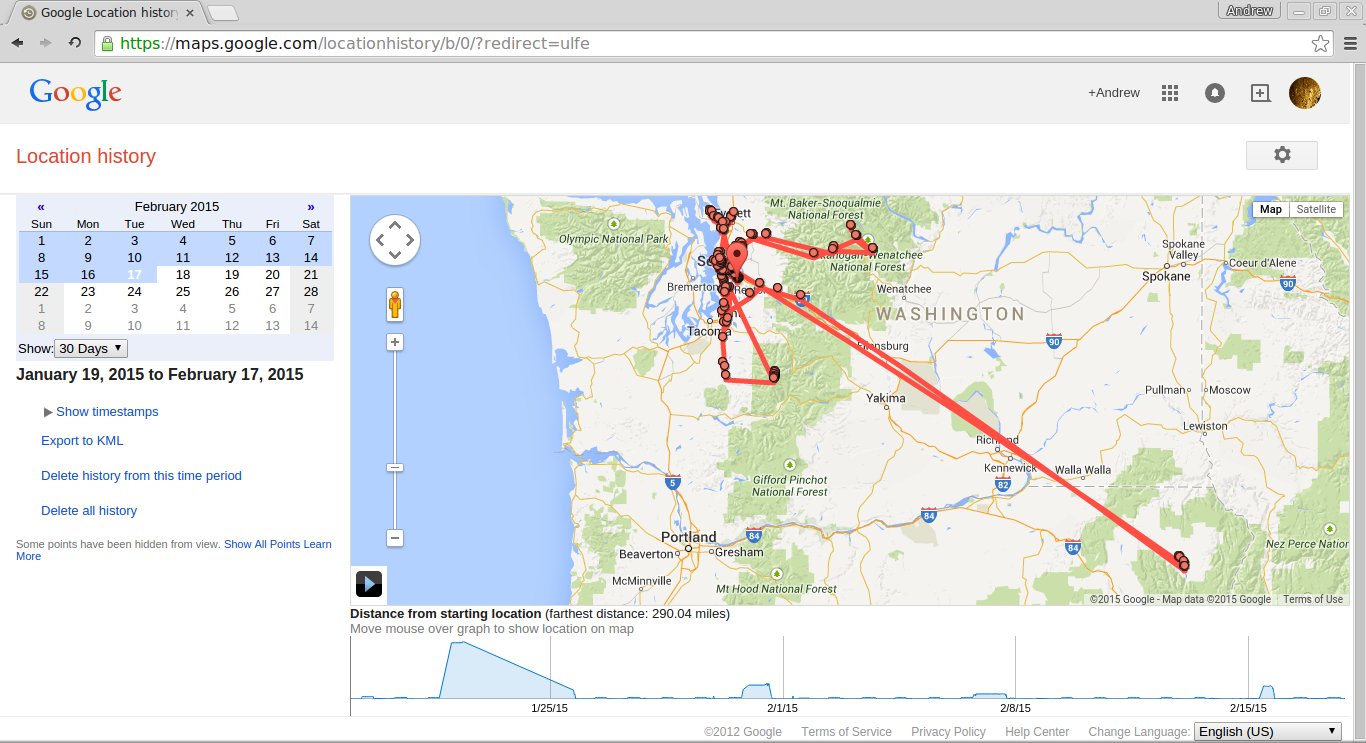 Google Location histor
Andrew
https://maps.google.com/locationhistory/b/0/?redirect=ulfe
Google
+Andrew
Location history
« February 2015 »
Sun Mon Tue Wed Thu Fri Sat
1 2 3 4 5 6 7
8 9 10 11 12 13 14
15 16 17 18 19 20 21
22 23 24 25 26 27 28
1 2 3 4 5 6 7
8 9 10 11 12 13 14
Show: 30 Days
January 19, 2015 to February 17, 2015
Show timestamps
Export to KML
Delete history from this time period
Delete all history
Some points have been hidden from view. Show All Points Learn
More
Map Satellite
Mt. Baker-Snoqualmie
National Forest
Olympic National Park
Wenatchee
National Forest
Bremerton
Wenatchee
Spokane
Valley
Coeur d'Alene
Spokane
90
WASHINGTON
90
Tacoma
Ellensburg
Yakima
Pullman
Moscow
Lewiston
Kennewick
Walla Walla
82
Gifford Pinchot
National Forest
5
84
Portland
84
Beaverton
Gresham
84
McMinnville
Mt Hood National Forest
Nez Perce Nation
©2015 Google - Map data ©2015 Google Terms of Use
Distance from starting location (farthest distance: 290.04 miles)
Move mouse over graph to show location on map
1/25/15 2/1/15 2/8/15 2/15/15
©2012 Google Terms of Service Privacy Policy Help Center Change Language: English (US)